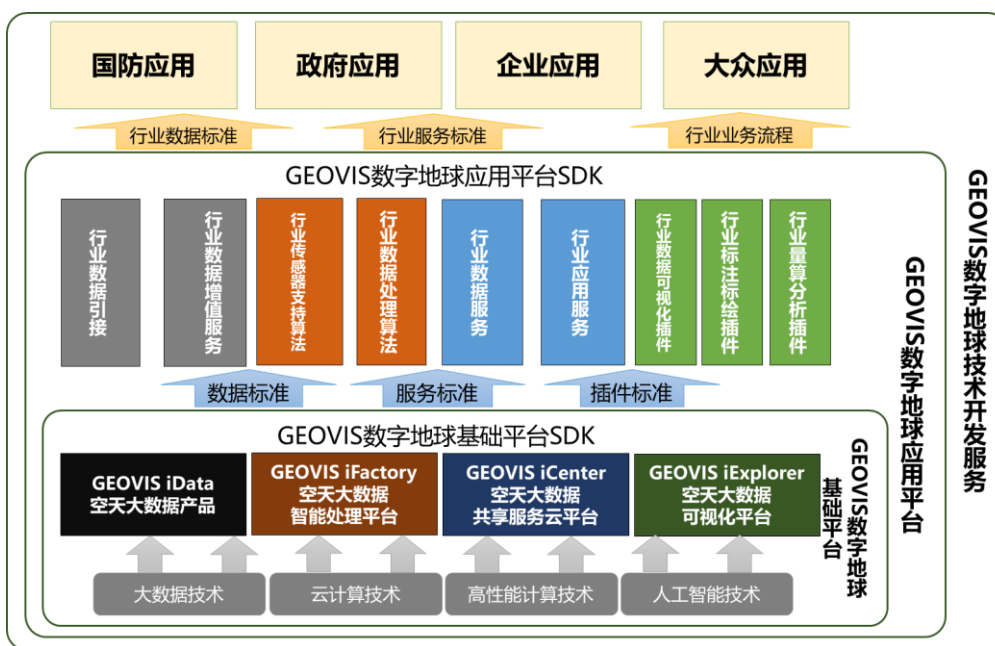 国防应用
政府应用
企业应用
大众应用
行业数据标准
行业服务标准
行业业务流程
GEOVIS数字地球应用平台SDK
行业数据引接
行业数据增值服务
行业传感器支持算法
行业数据处理算法
行业数据服务
行业应用服务
行业数据可视化插件
行业标注标绘插件
行业量算分析插件
数据标准
服务标准
插件标准
GEOVIS数字地球基础平台SDK
GEOVIS iData
空天大数据产品
GEOVIS iFactory
空天大数据
智能处理平台
GEOVIS iCenter
空天大数据
共享服务云平台
GEOVIS iExplorer
空天大数据
可视化平台
大数据技术
云计算技术
高性能计算技术
人工智能技术
GEOVIS数字地球
基础平台
GEOVIS数字地球应用平台
GEOVIS数字地球技术开发服务